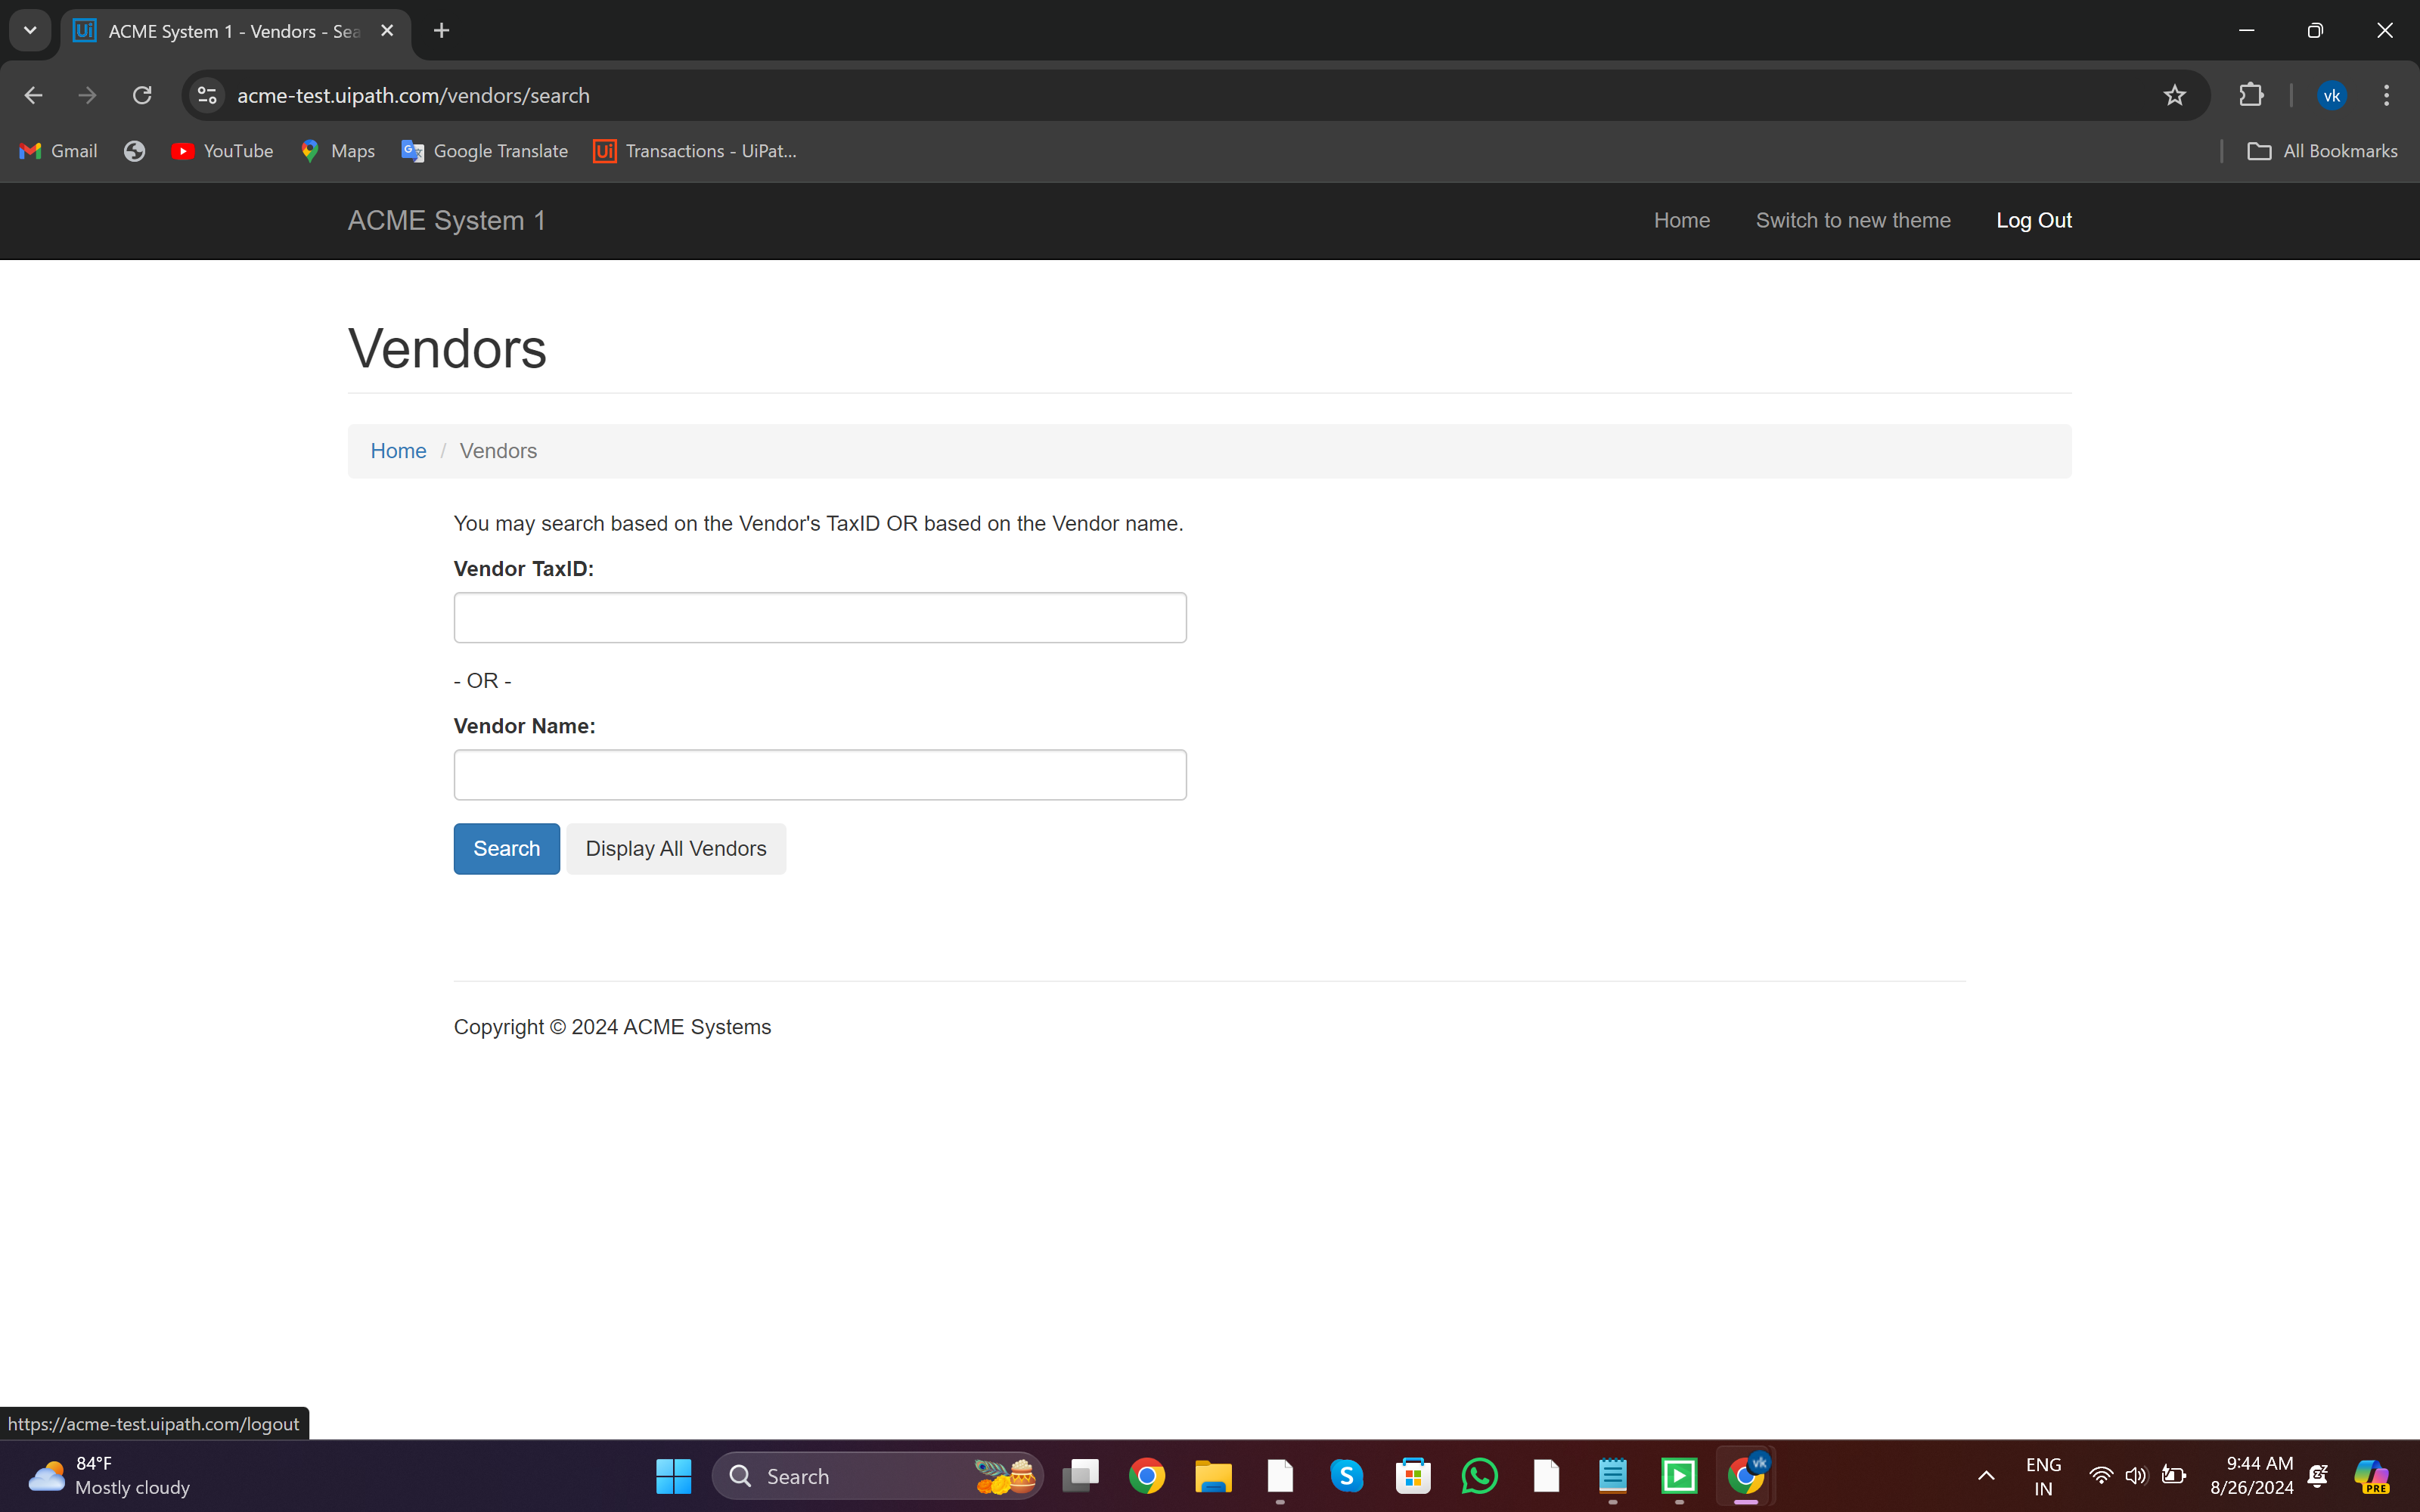 Ui ACME System 1 - Vendors - Sea
acme-test.uipath.com/vendors/search
vk
Gmail YouTube Maps Google Translate Ui Transactions - UiPat... All Bookmarks
ACME System 1 Home Switch to new theme Log Out
Vendors
Home / Vendors
You may search based on the Vendor's TaxID OR based on the Vendor name.
Vendor TaxID:
- OR -
Vendor Name:
Search Display All Vendors
Copyright © 2024 ACME Systems
https://acme-test.uipath.com/logout
84°F
Mostly cloudy
Search
S
vk
ENG
IN
9:44 AM
8/26/2024
PRE